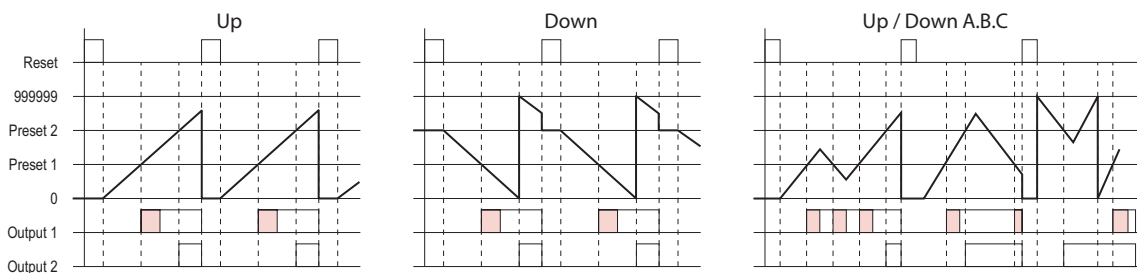 Up
Down
Up / Down A.B.C
Reset
999999
Preset 2
Preset 1
0
Output 1
Output 2